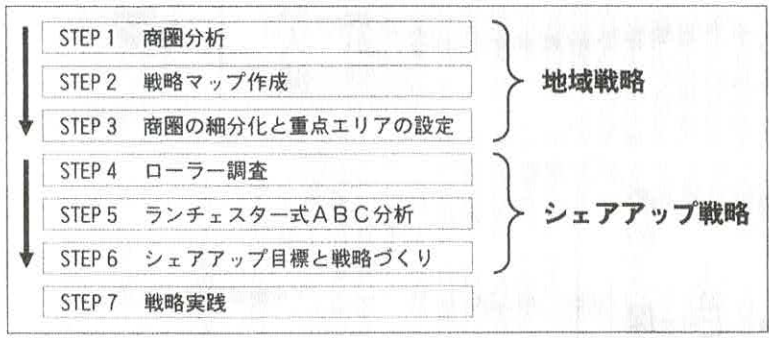 STEP 1 商圏分析
STEP 2 戦略マップ作成
STEP 3 商圏の細分化と重点エリアの設定
地域戦略
STEP 4 ローラー調査
STEP 5 ランチェスター式ABC分析
STEP 6 シェアアップ目標と戦略づくり
シェアアップ戦略
STEP 7 戦略実践